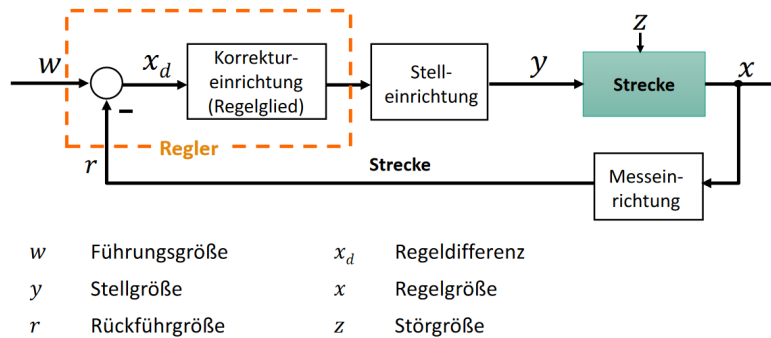 z
w
x_d
Korrektur-
einrichtung
(Regelglied)
Stell-
einrichtung
y
Strecke
x
−
Regler
r
Strecke
Messein-
richtung
w Führungsgröße x_d Regeldifferenz
y Stellgröße x Regelgröße
r Rückführgröße z Störgröße